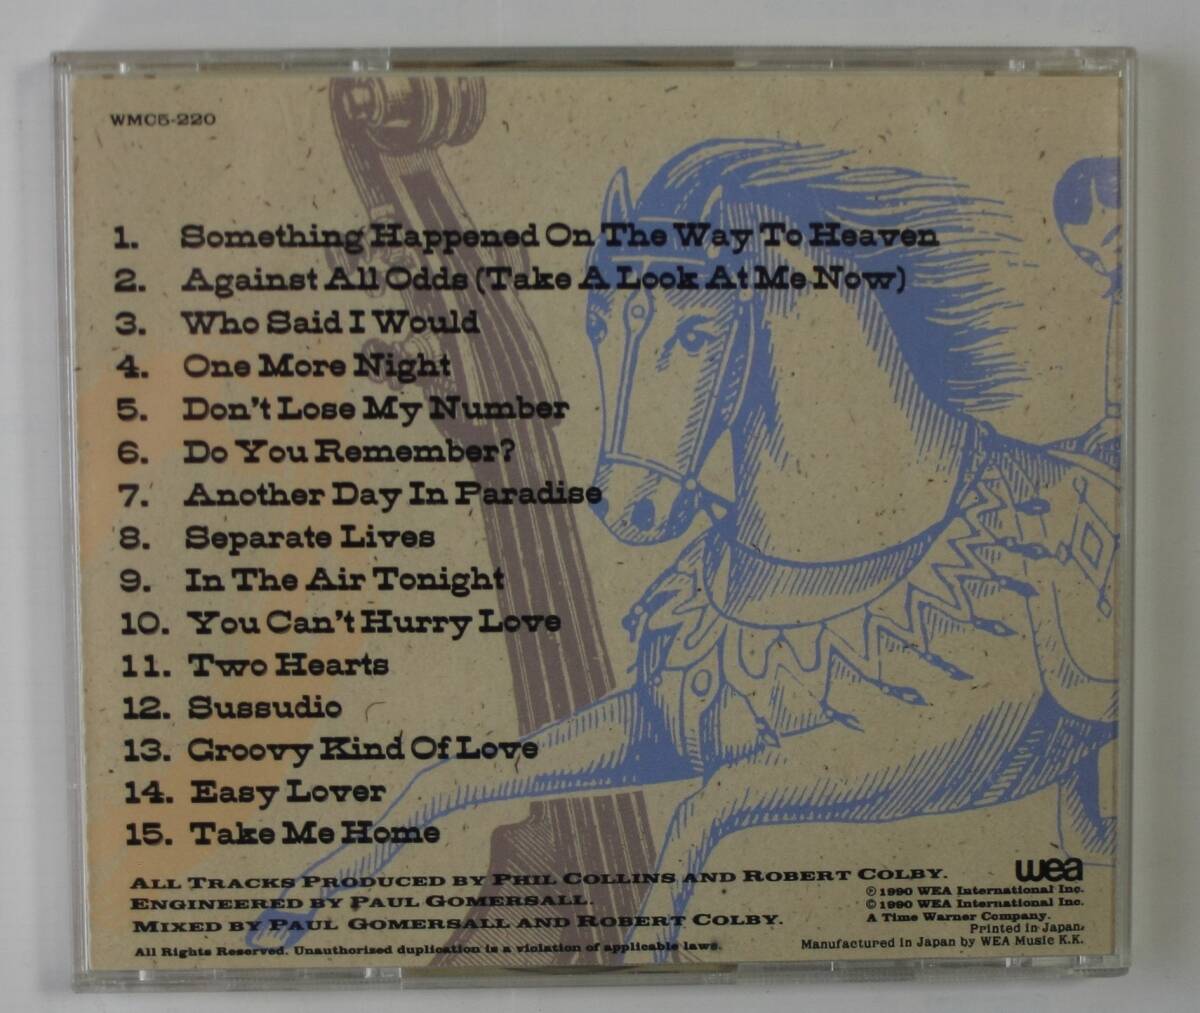 WMC5-220
1. Something Happened On The Way To Heaven
2. Against All Odds (Take A Look At Me Now)
3. Who Said I Would
4. One More Night
5. Don't Lose My Number
6. Do You Remember?
7. Another Day In Paradise
8. Separate Lives
9. In The Air Tonight
10. You Can't Hurry Love
11. Two Hearts
12. Sussudio
13. Groovy Kind Of Love
14. Easy Lover
15. Take Me Home
ALL TRACKS PRODUCED BY PHIL COLLINS AND ROBERT COLBY.
ENGINEERED BY PAUL GOMERSALL.
MIXED BY PAUL GOMERSALL AND ROBERT COLBY.
All Rights Reserved. Unauthorized duplication is a violation of applicable laws.
wea
℗ 1990 WEA International Inc.
© 1990 WEA International Inc.
A Time Warner Company.
Printed in Japan.
Manufactured in Japan by WEA Music K.K.